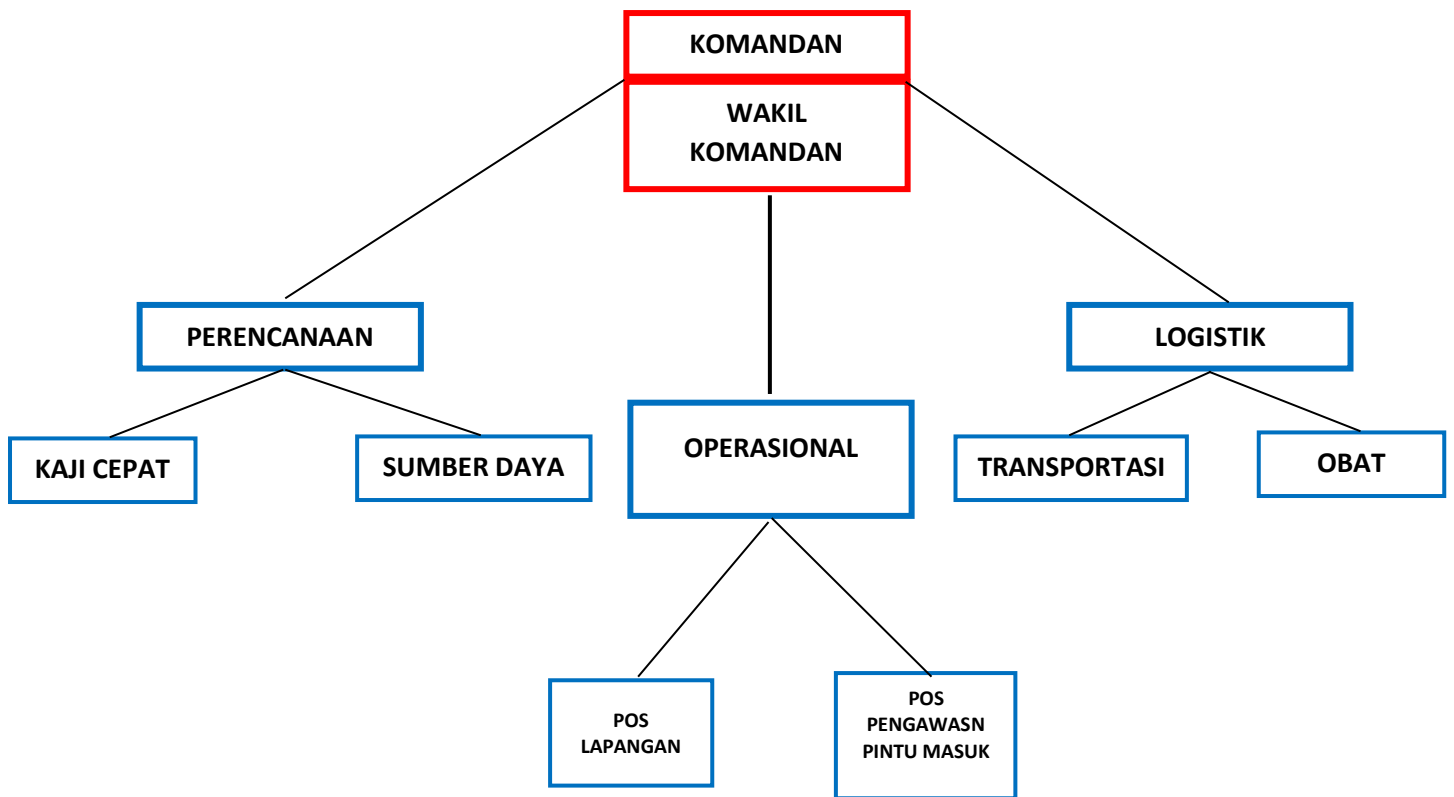 KOMANDAN
WAKIL
KOMANDAN
PERENCANAAN
LOGISTIK
OPERASIONAL
KAJI CEPAT
SUMBER DAYA
TRANSPORTASI
OBAT
POS
LAPANGAN
POS
PENGAWASN
PINTU MASUK